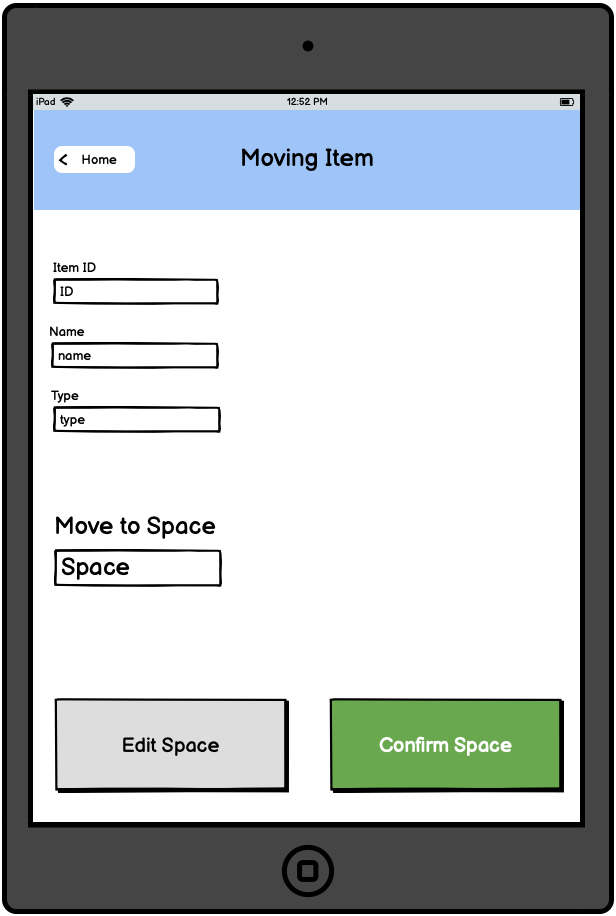 iPad 12:52 PM
Home
Moving Item
Item ID
ID
Name
name
Type
type
Move to Space
Space
Edit Space
Confirm Space